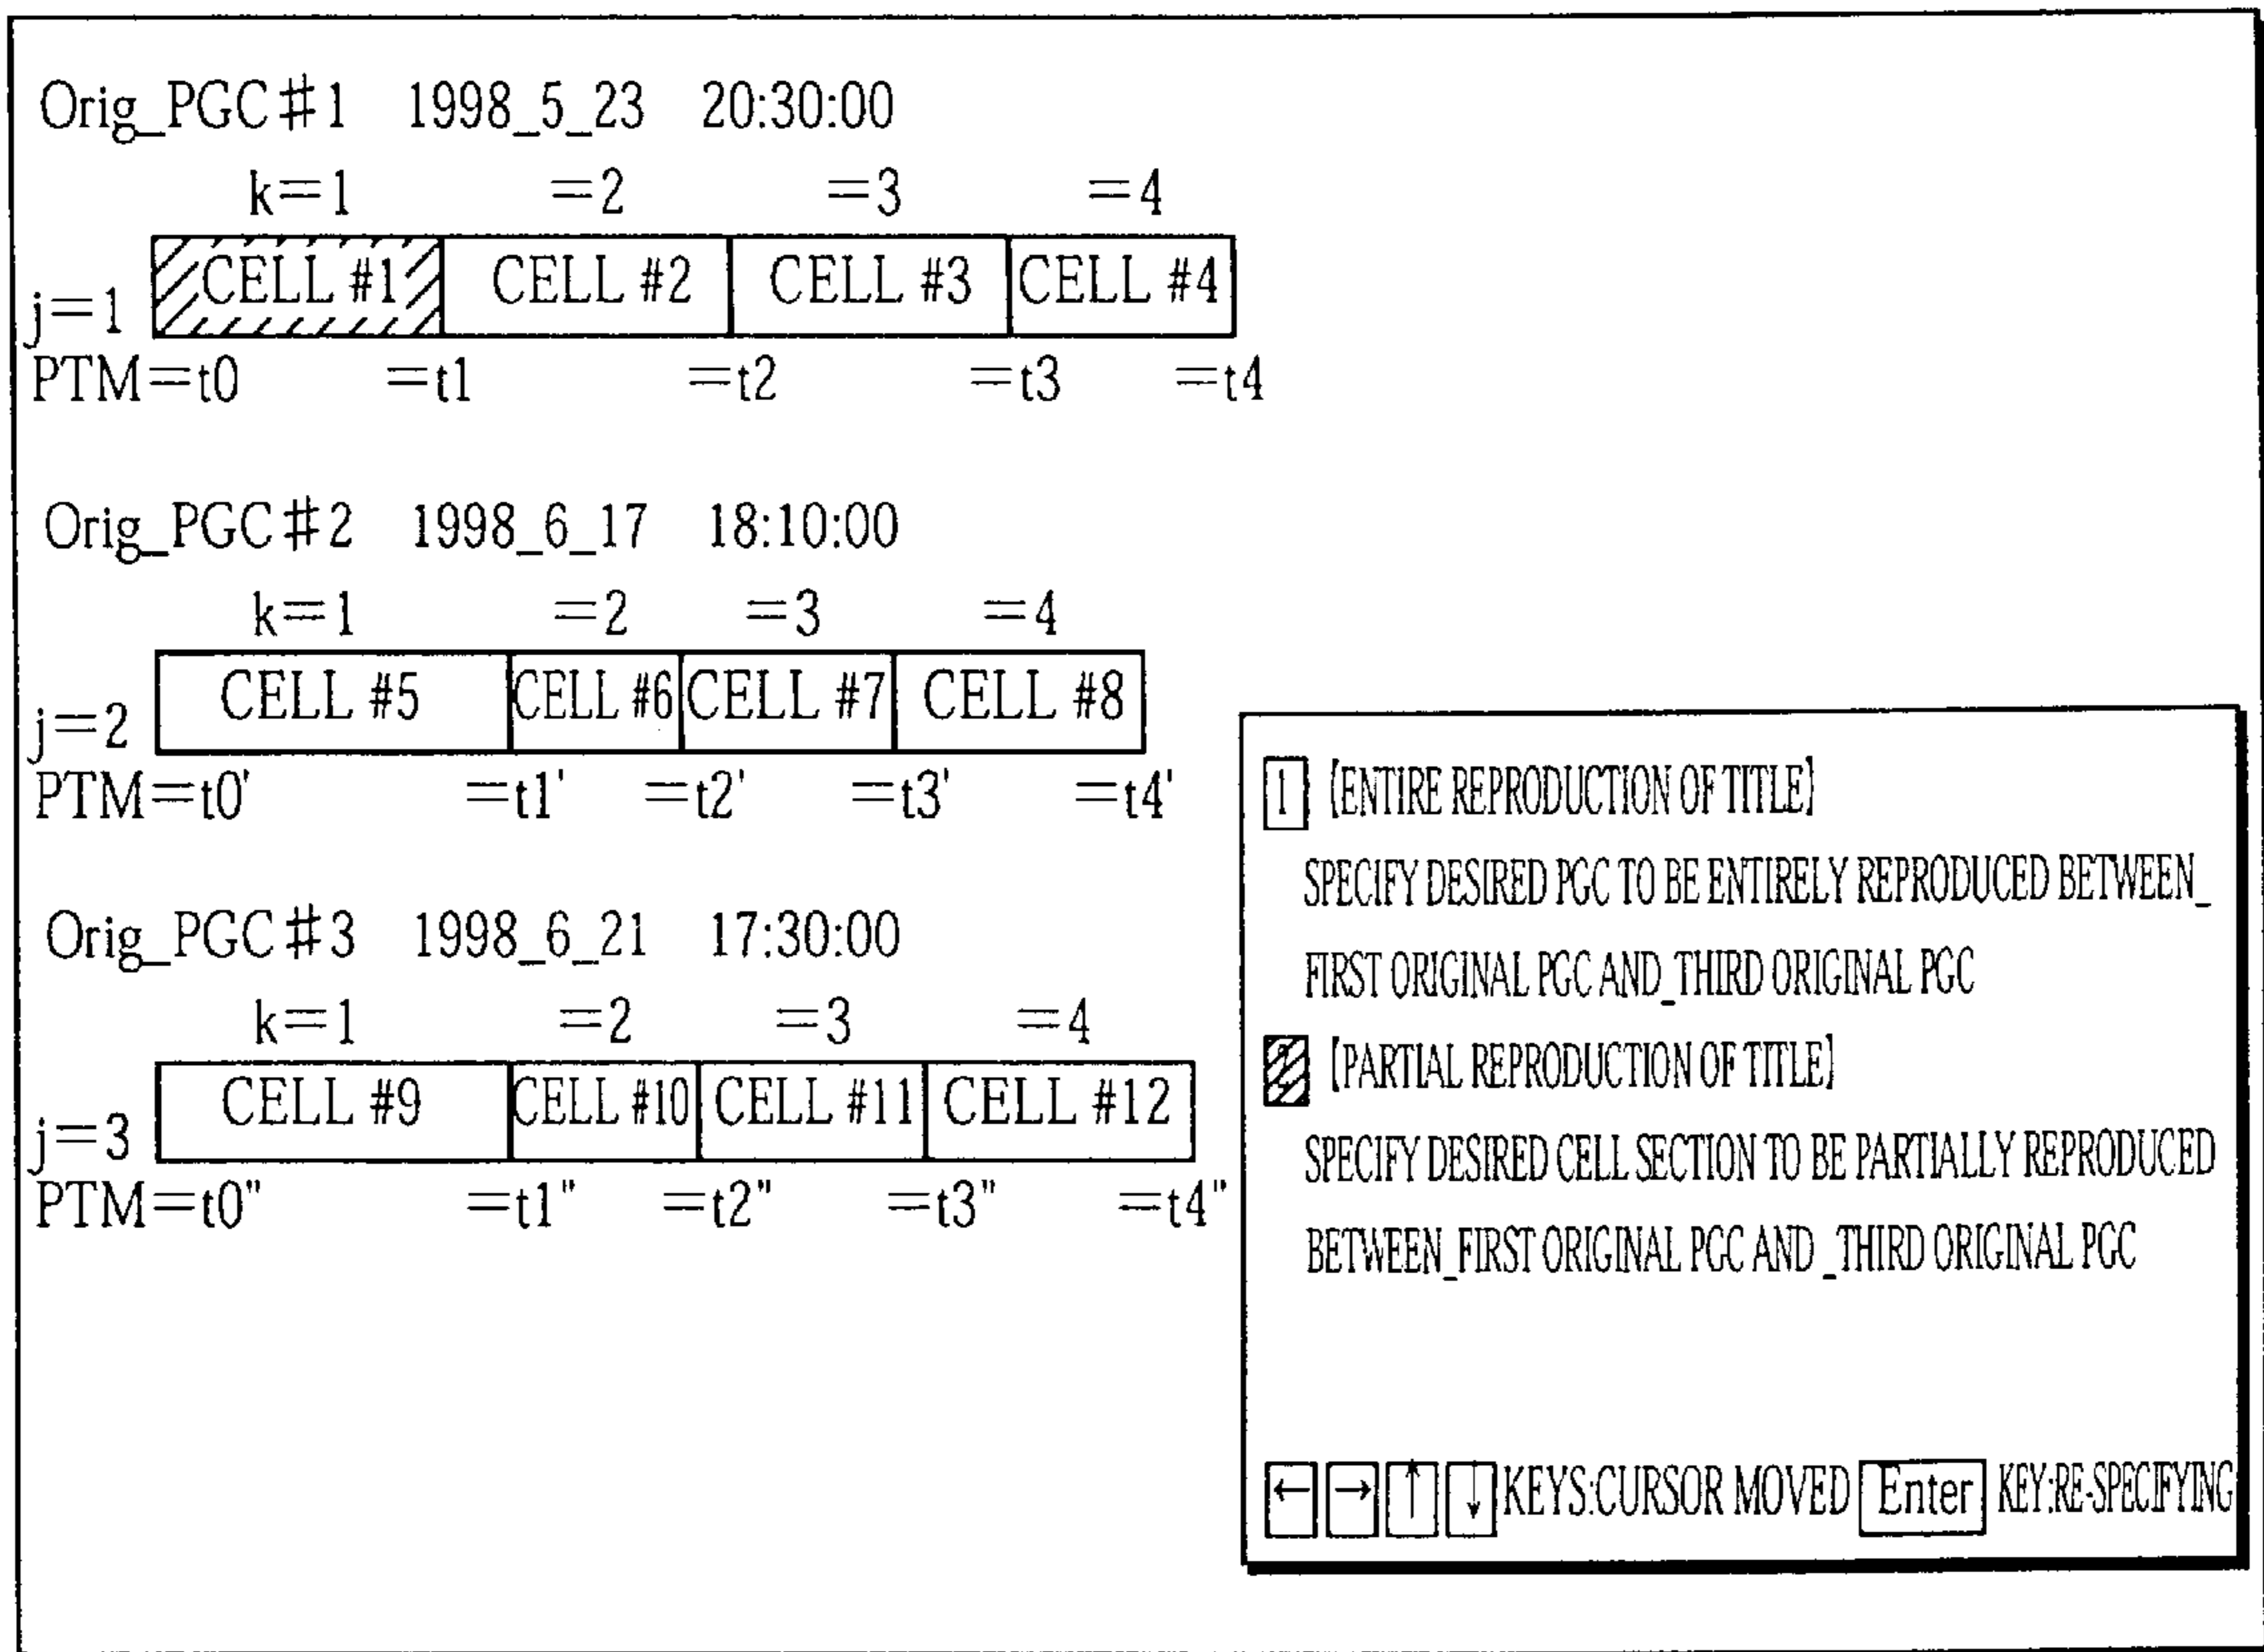 Orig_PGC#1 1998_5_23 20:30:00
k=1 =2 =3 =4
j=1 CELL #1 CELL #2 CELL #3 CELL #4
PTM=t0 =t1 =t2 =t3 =t4
Orig_PGC#2 1998_6_17 18:10:00
k=1 =2 =3 =4
j=2 CELL #5 CELL #6 CELL #7 CELL #8
PTM=t0' =t1' =t2' =t3' =t4'
Orig_PGC#3 1998_6_21 17:30:00
k=1 =2 =3 =4
j=3 CELL #9 CELL #10 CELL #11 CELL #12
PTM=t0" =t1" =t2" =t3" =t4"
1 [ENTIRE REPRODUCTION OF TITLE]
SPECIFY DESIRED PGC TO BE ENTIRELY REPRODUCED BETWEEN_
FIRST ORIGINAL PGC AND_THIRD ORIGINAL PGC
[PARTIAL REPRODUCTION OF TITLE]
SPECIFY DESIRED CELL SECTION TO BE PARTIALLY REPRODUCED
BETWEEN_FIRST ORIGINAL PGC AND _THIRD ORIGINAL PGC
← → ↑ ↓ KEYS:CURSOR MOVED Enter KEY:RE-SPECIFYING